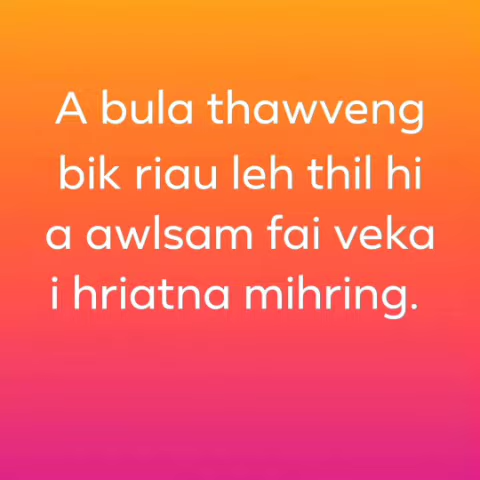 A bula thawveng
bik riau leh thil hi
a awlsam fai veka
i hriatna mihring.